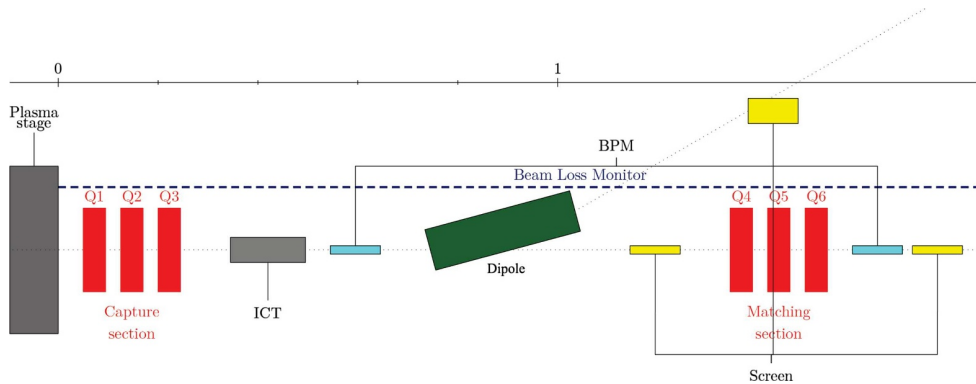 0
1
Plasma
stage
BPM
Beam Loss Monitor
Q1
Q2
Q3
Q4
Q5
Q6
Dipole
Capture
section
ICT
Matching
section
Screen